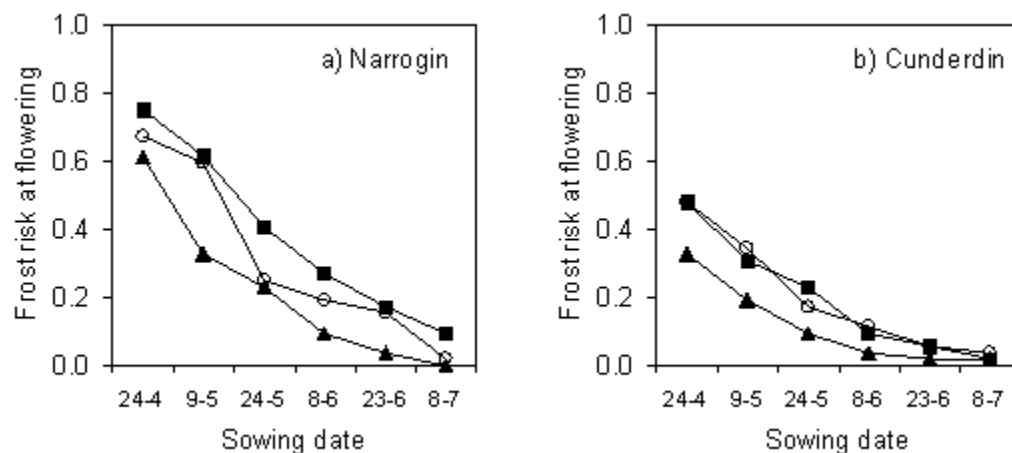 a) Narrogin
Frost risk at flowering
1.0
0.8
0.6
0.4
0.2
0.0
24-4 9-5 24-5 8-6 23-6 8-7
Sowing date
b) Cunderdin
Frost risk at flowering
1.0
0.8
0.6
0.4
0.2
0.0
24-4 9-5 24-5 8-6 23-6 8-7
Sowing date